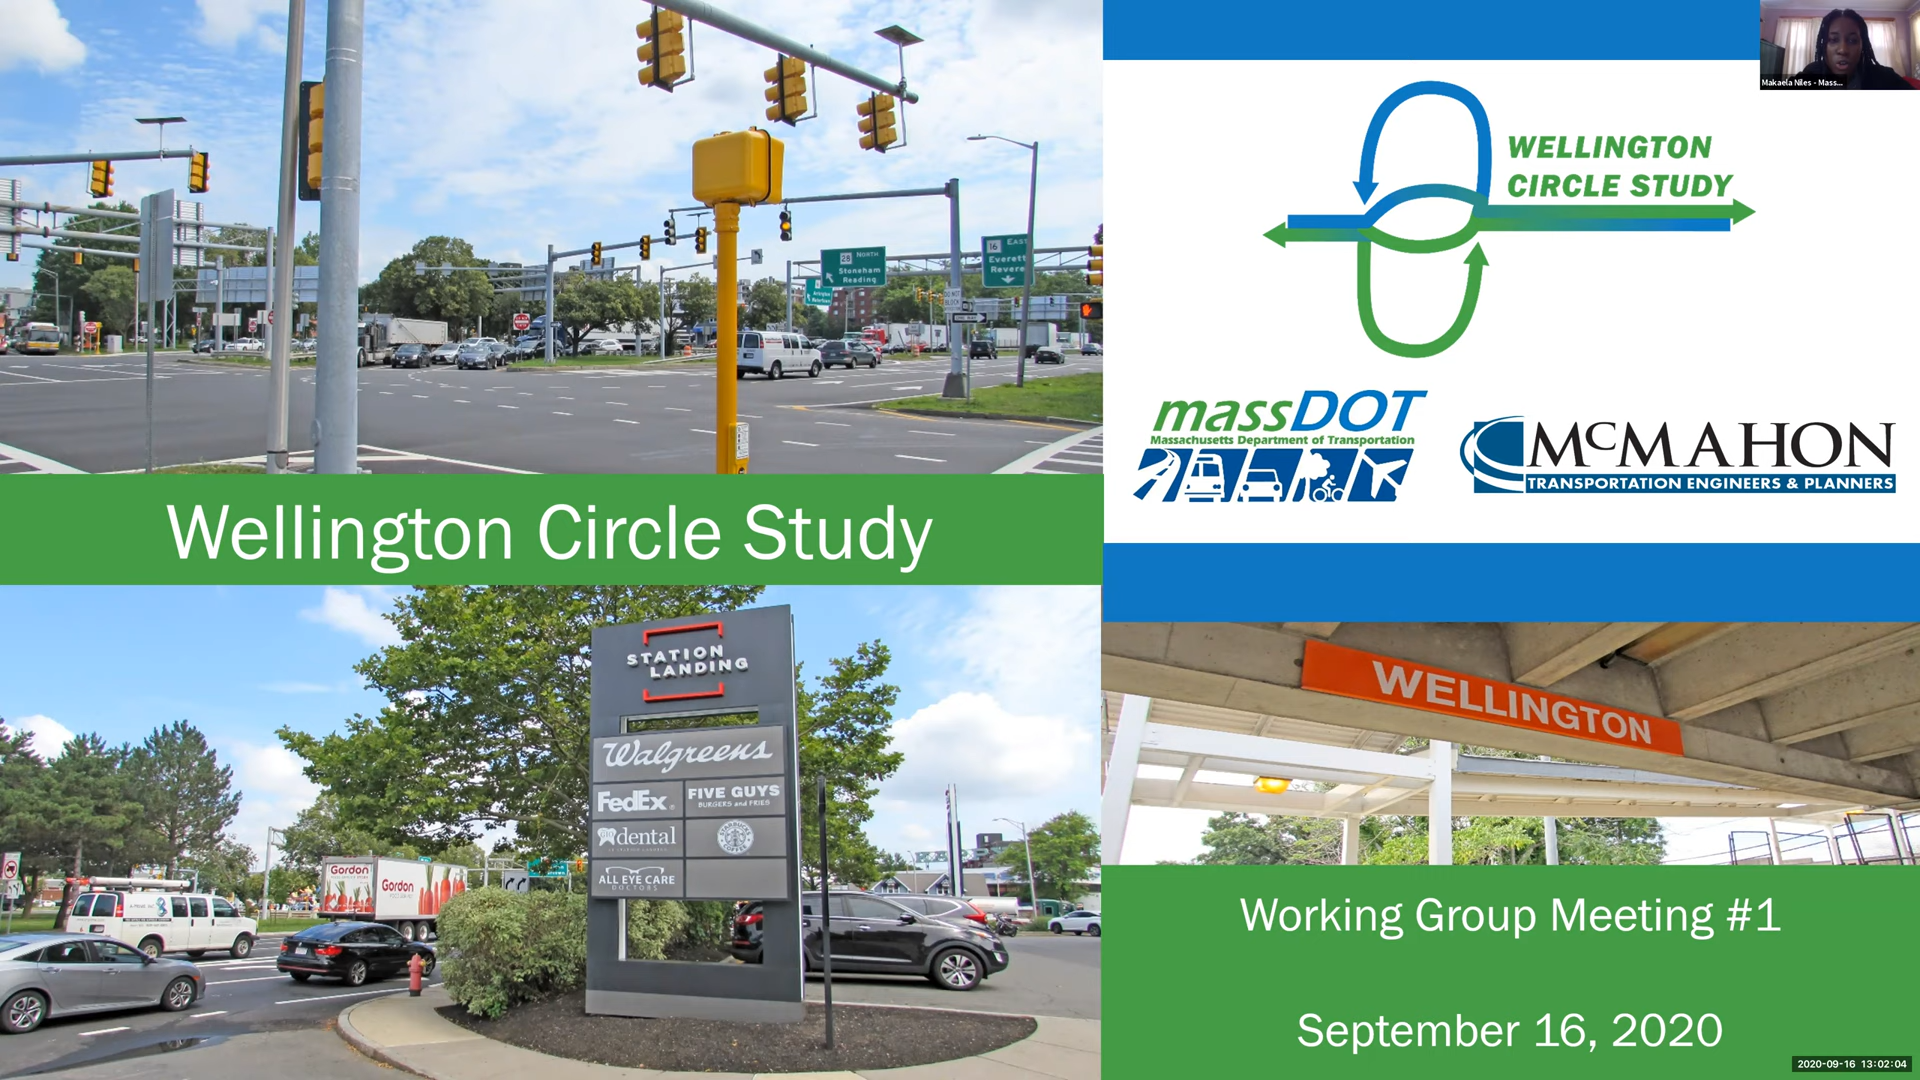 28 NORTH
Stoneham
Reading
16 EAST
Everett
Revere
Wellington Circle Study
STATION
LANDING
Walgreens
FedEx
FIVE GUYS
BURGERS and FRIES
dental
ALL EYE CARE
DOCTORS
Gordon
Gordon
Makaela Niles - Mass...
WELLINGTON
CIRCLE STUDY
massDOT
Massachusetts Department of Transportation
McMAHON
TRANSPORTATION ENGINEERS & PLANNERS
WELLINGTON
Working Group Meeting #1
September 16, 2020
2020-09-16 13:02:04